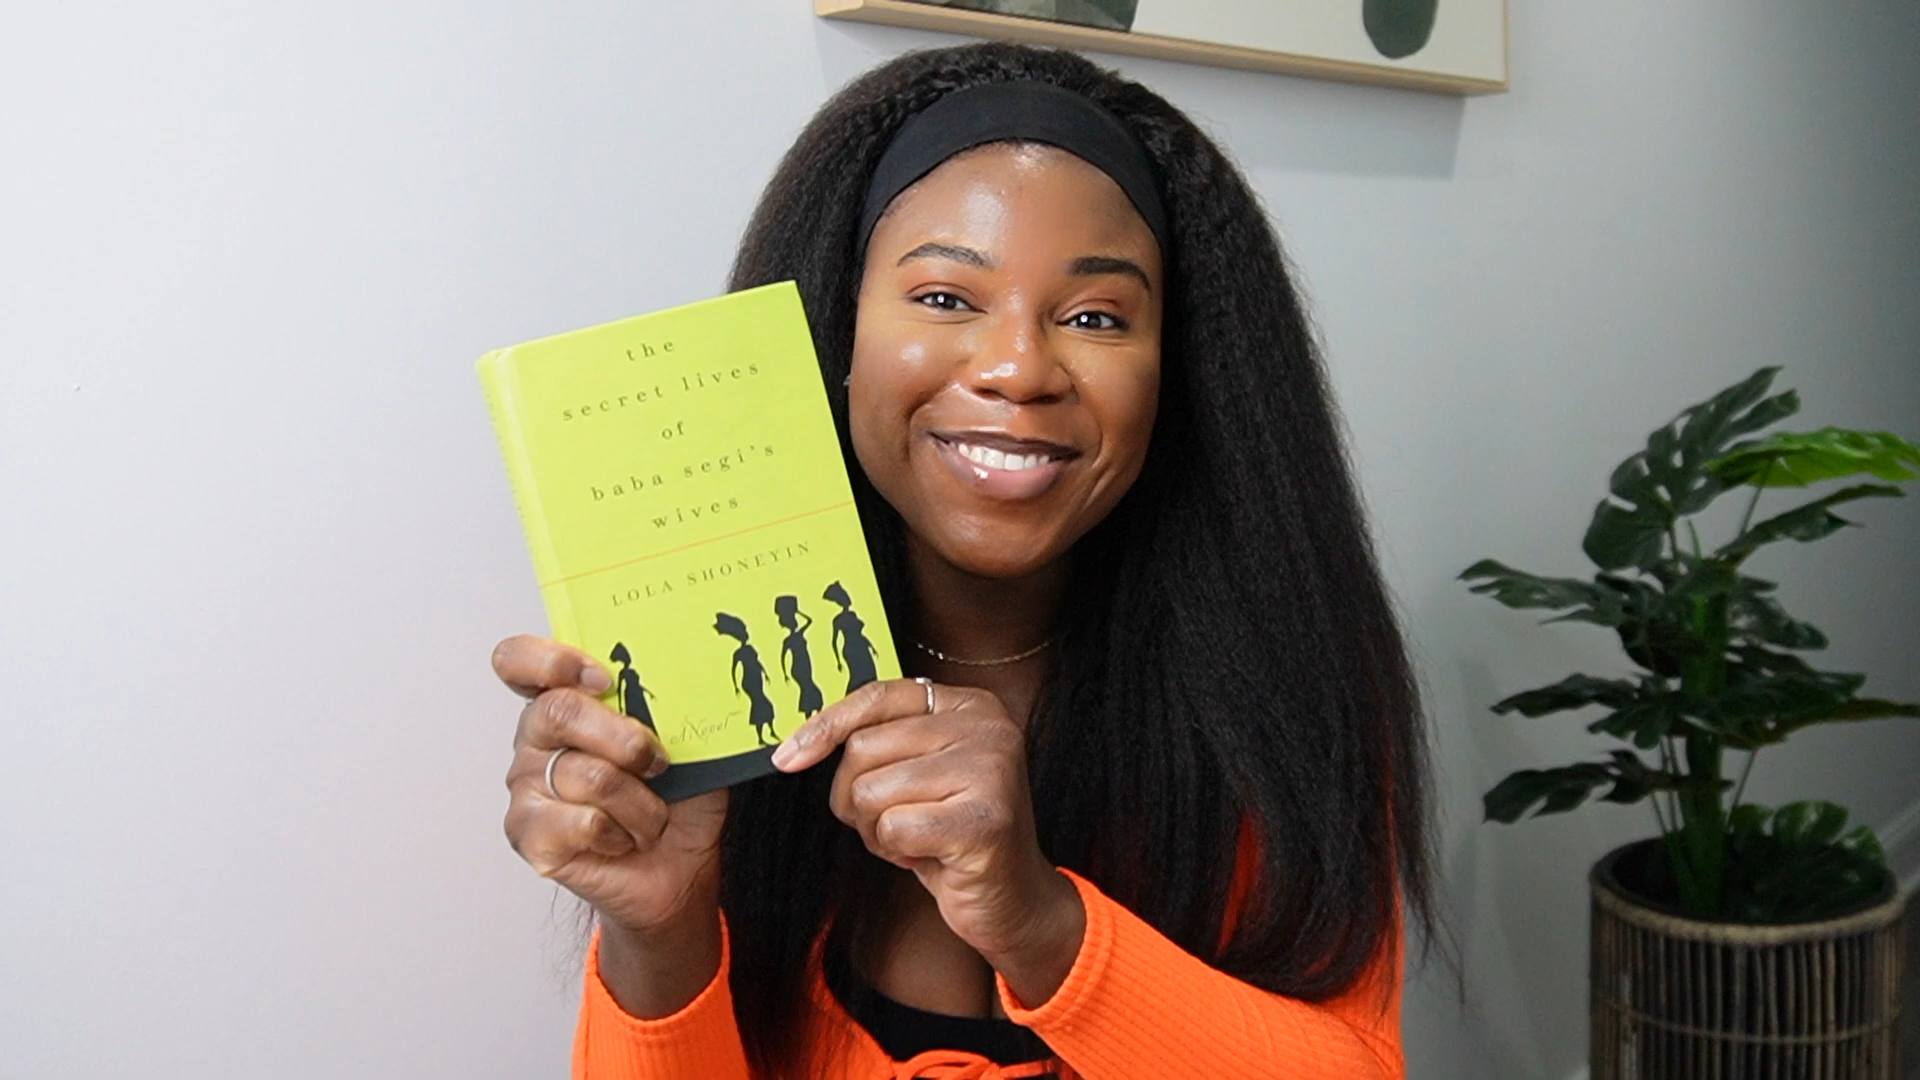 the
secret lives
of
baba segi's
wives
LOLA SHONEYIN
A Novel